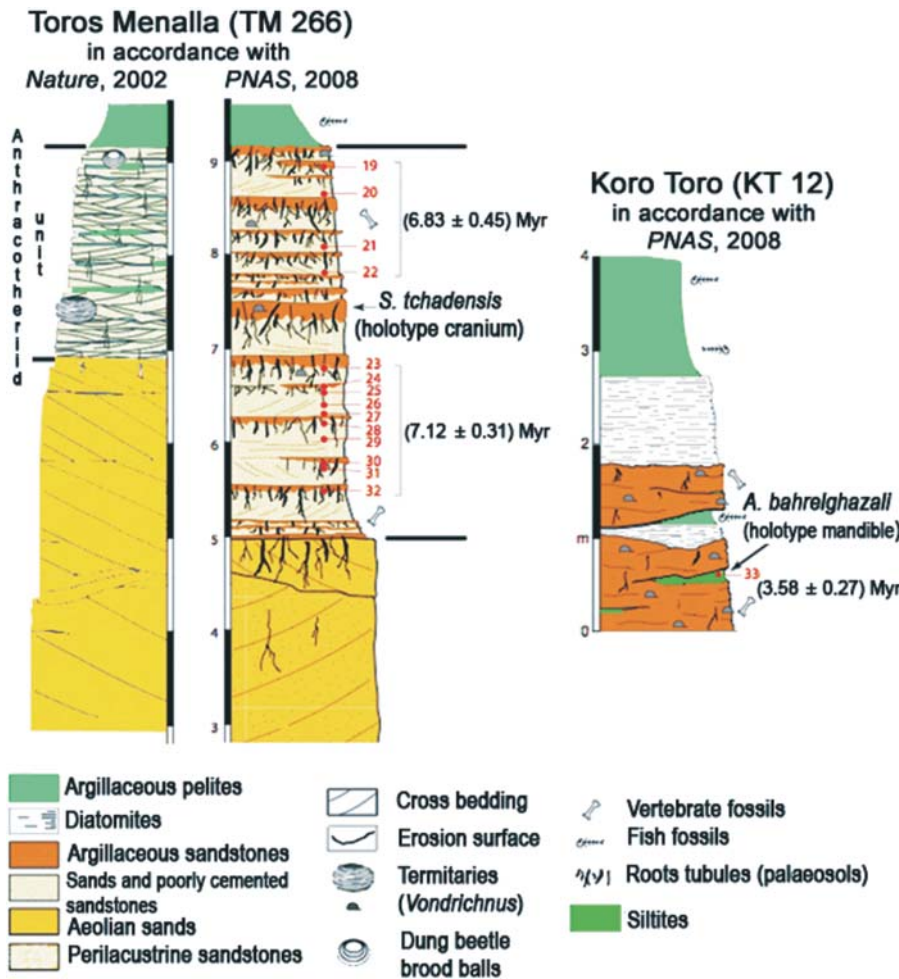 Toros Menalla (TM 266)
in accordance with
Nature, 2002
PNAS, 2008
Anthracotheriid
unit
9
8
7
6
5
4
3
19
20
21
22
23
24
25
26
27
28
29
30
31
32
(6.83 ± 0.45) Myr
S. tchadensis
(holotype cranium)
(7.12 ± 0.31) Myr
Koro Toro (KT 12)
in accordance with
PNAS, 2008
4
3
2
m
0
A. bahrelghazali
(holotype mandible)
33
(3.58 ± 0.27) Myr
Argillaceous pelites
Diatomites
Argillaceous sandstones
Sands and poorly cemented
sandstones
Aeolian sands
Perilacustrine sandstones
Cross bedding
Erosion surface
Termitaries
(Vondrichnus)
Dung beetle
brood balls
Vertebrate fossils
Fish fossils
Roots tubules (palaeosols)
Siltites